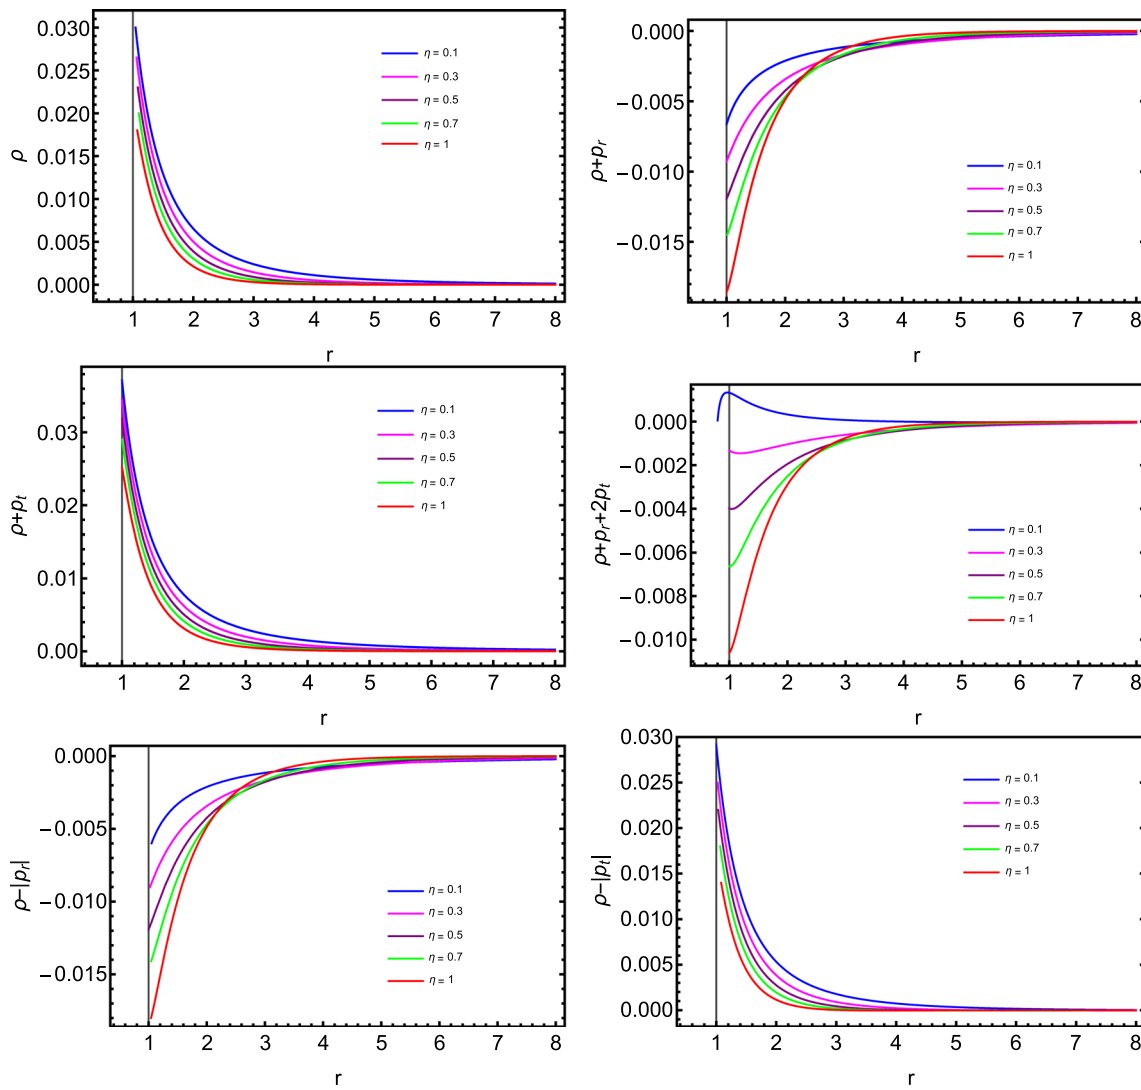 0.030
0.025
0.020
0.015
0.010
0.005
0.000
ρ
η = 0.1
η = 0.3
η = 0.5
η = 0.7
η = 1
1 2 3 4 5 6 7 8
r
0.000
−0.005
−0.010
−0.015
ρ+pr
η = 0.1
η = 0.3
η = 0.5
η = 0.7
η = 1
1 2 3 4 5 6 7 8
r
0.03
0.02
0.01
0.00
ρ+pt
η = 0.1
η = 0.3
η = 0.5
η = 0.7
η = 1
1 2 3 4 5 6 7 8
r
0.000
−0.002
−0.004
−0.006
−0.008
−0.010
ρ+pr+2pt
η = 0.1
η = 0.3
η = 0.5
η = 0.7
η = 1
1 2 3 4 5 6 7 8
r
0.000
−0.005
−0.010
−0.015
ρ−|pr|
η = 0.1
η = 0.3
η = 0.5
η = 0.7
η = 1
1 2 3 4 5 6 7 8
r
0.030
0.025
0.020
0.015
0.010
0.005
0.000
ρ−|pt|
η = 0.1
η = 0.3
η = 0.5
η = 0.7
η = 1
1 2 3 4 5 6 7 8
r